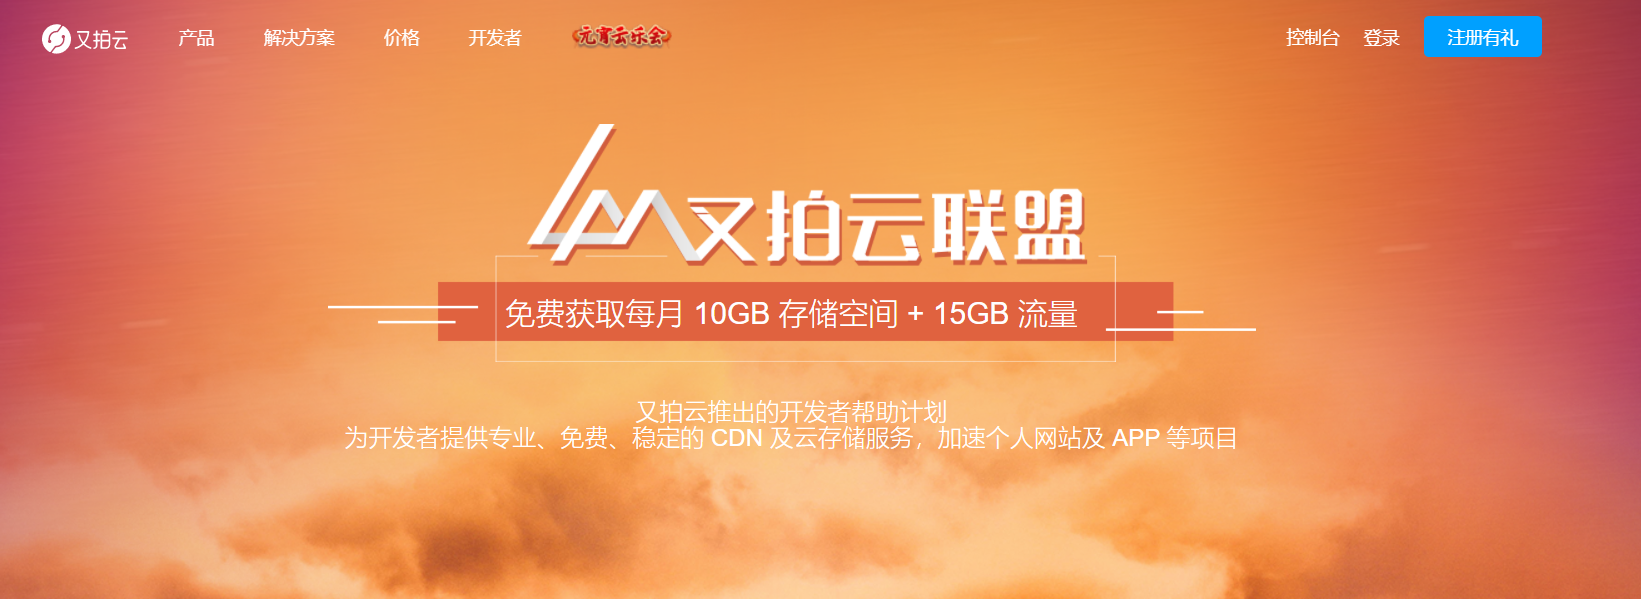 又拍云
产品
解决方案
价格
开发者
元宵云乐会
控制台
登录
注册有礼
又拍云联盟
免费获取每月 10GB 存储空间 + 15GB 流量
又拍云推出的开发者帮助计划
为开发者提供专业、免费、稳定的 CDN 及云存储服务，加速个人网站及 APP 等项目